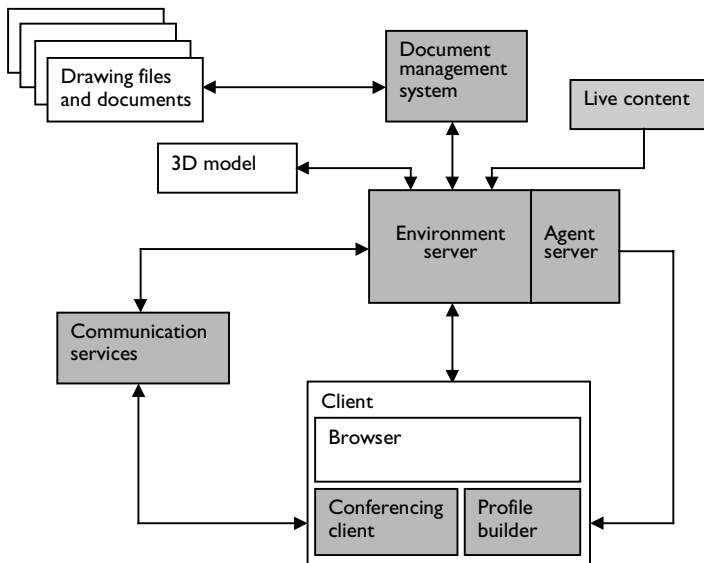 Drawing files
and documents
Document
management
system
Live content
3D model
Environment
server
Agent
server
Communication
services
Client
Browser
Conferencing
client
Profile
builder